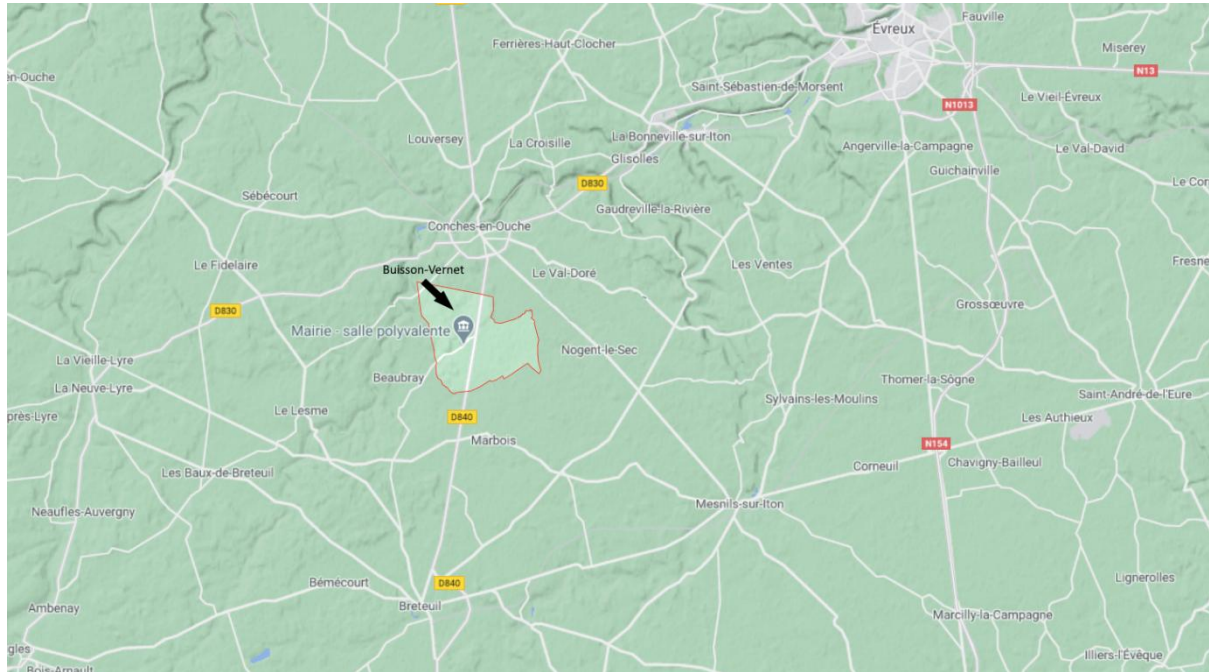 Évreux
Fauville
Ferrières-Haut-Clocher
Miserey
en-Ouche
N13
Saint-Sébastien-de-Morsent
Le Vieil-Évreux
N1013
Louversey
La Croisille
La Bonneville-sur-Iton
Angerville-la-Campagne
Le Val-David
Glisolles
Guichainville
D830
Le Cor
Sébécourt
Gaudreville-la-Rivière
Conches-en-Ouche
Le Fidelaire
Buisson-Vernet
Le Val-Doré
Les Ventes
Fresne
Grossœuvre
D830
Mairie - salle polyvalente
Nogent-le-Sec
La Vieille-Lyre
Beaubray
Thomer-la-Sôgne
La Neuve-Lyre
Saint-André-de-l'Eure
Sylvains-les-Moulins
près-Lyre
Le Lesme
D840
Les Authieux
Marbois
N154
Les Baux-de-Breteuil
Corneuil
Chavigny-Bailleul
Mesnils-sur-Iton
Neaufles-Auvergny
Bémécourt
D840
Lignerolles
Ambenay
Breteuil
Marcilly-la-Campagne
gles
Illiers-l'Évêque
Bois-Arnault